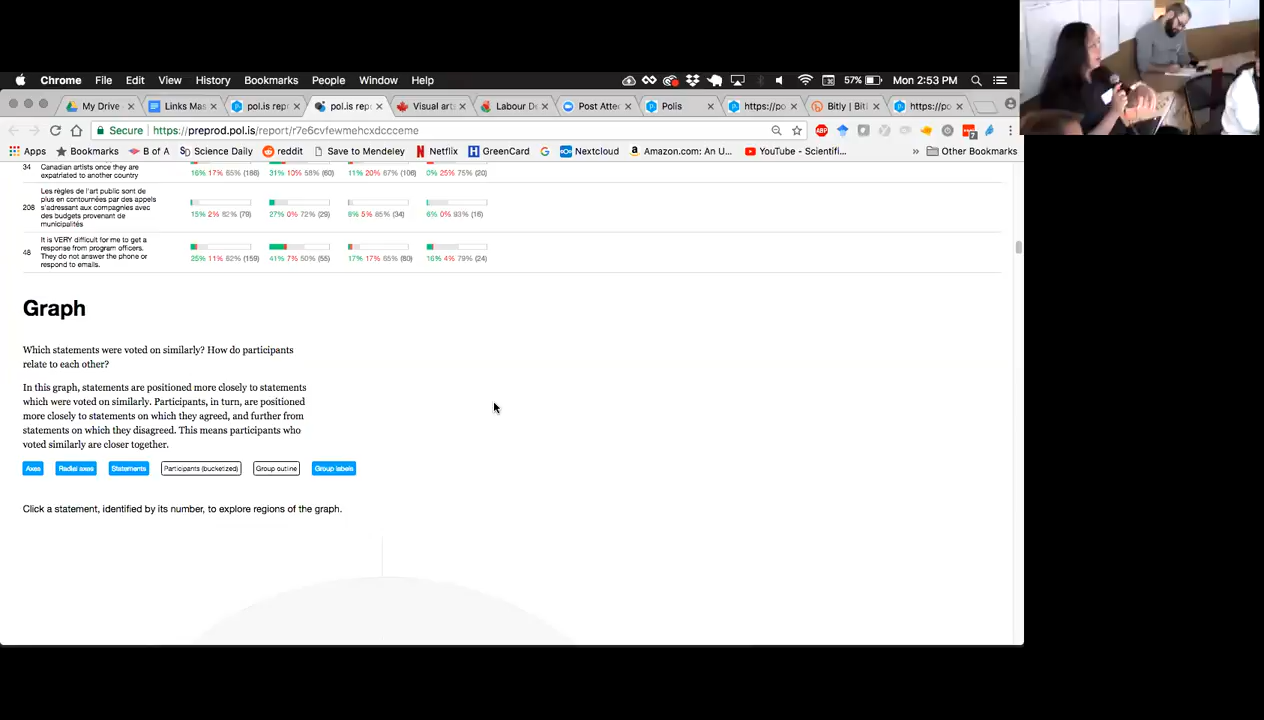 Chrome File Edit View History Bookmarks People Window Help 57% Mon 2:53 PM
My Drive Links Mas pol.is repr pol.is repo Visual arts Labour De Post Atte Polis https://po Bitly | Bitl https://po
Secure https://preprod.pol.is/report/r7e6cvfewmehcxdcceme
Apps Bookmarks B of A Science Daily reddit Save to Mendeley Netflix GreenCard Nextcloud Amazon.com: An U... YouTube - Scientifi... » Other Bookmarks
34 Canadian artists once they are
expatriated to another country
16% 17% 65% (186) 31% 10% 58% (60) 11% 20% 67% (106) 0% 25% 75% (20)
Les règles de l'art public sont de
plus en contournées par des appels
208 s'adressant aux compagnies avec
des budgets provenant de
municipalités
15% 2% 82% (79) 27% 0% 72% (29) 8% 5% 85% (34) 6% 0% 93% (16)
It is VERY difficult for me to get a
response from program officers.
48 They do not answer the phone or
respond to emails.
25% 11% 62% (159) 41% 7% 50% (55) 17% 17% 65% (80) 16% 4% 79% (24)
Graph
Which statements were voted on similarly? How do participants
relate to each other?
In this graph, statements are positioned more closely to statements
which were voted on similarly. Participants, in turn, are positioned
more closely to statements on which they agreed, and further from
statements on which they disagreed. This means participants who
voted similarly are closer together.
Axes Radial axes Statements Participants (bucketized) Group outline Group labels
Click a statement, identified by its number, to explore regions of the graph.